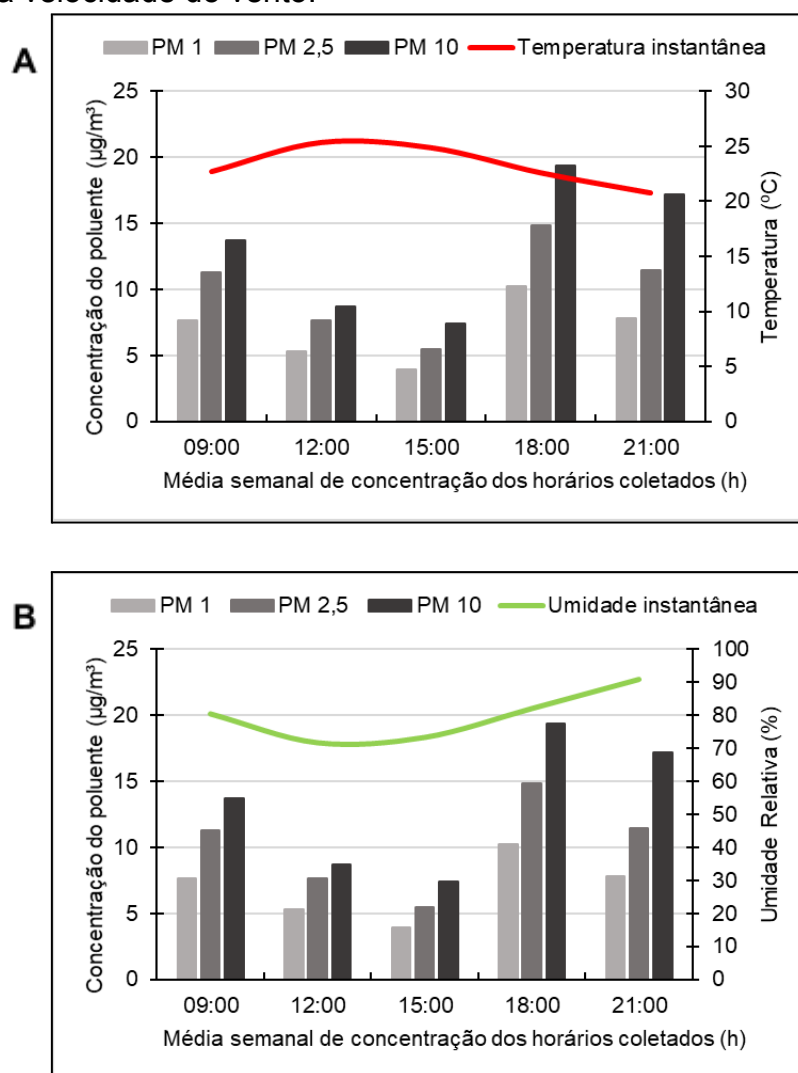 a velocidade do vento.
A
PM 1 PM 2,5 PM 10 Temperatura instantânea
Concentração do poluente (µg/m³)
25
20
15
10
5
0
30
25
20
15
10
5
0
Temperatura (ºC)
09:00 12:00 15:00 18:00 21:00
Média semanal de concentração dos horários coletados (h)
B
PM 1 PM 2,5 PM 10 Umidade instantânea
Concentração do poluente (µg/m³)
25
20
15
10
5
0
100
90
80
70
60
50
40
30
20
10
0
Umidade Relativa (%)
09:00 12:00 15:00 18:00 21:00
Média semanal de concentração dos horários coletados (h)